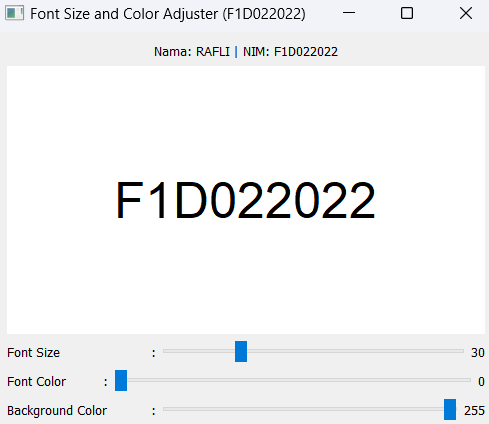 Font Size and Color Adjuster (F1D022022)
Nama: RAFLI | NIM: F1D022022
F1D022022
Font Size : 30
Font Color : 0
Background Color : 255